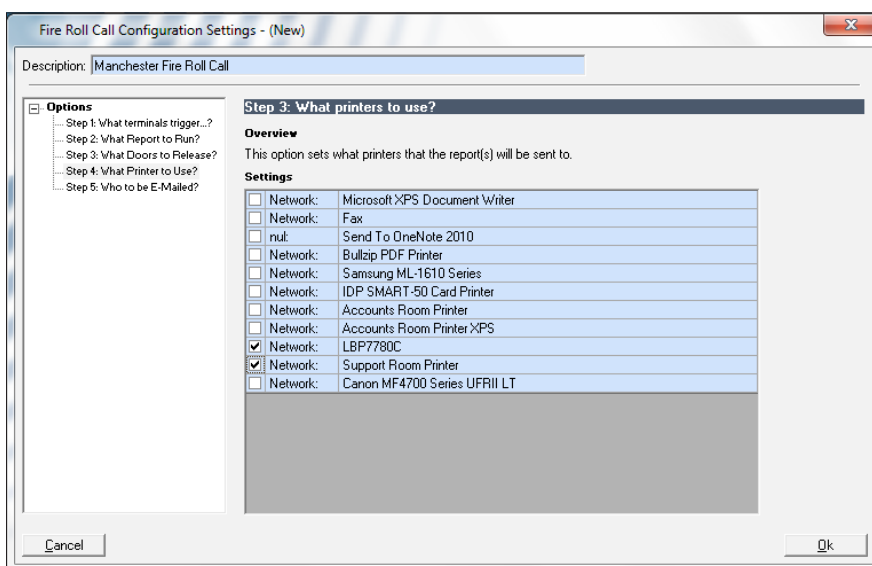 Fire Roll Call Configuration Settings - (New)
Description: Manchester Fire Roll Call
Options
Step 1: What terminals trigger...?
Step 2: What Report to Run?
Step 3: What Doors to Release?
Step 4: What Printer to Use?
Step 5: Who to be E-Mailed?
Step 3: What printers to use?
Overview
This option sets what printers that the report(s) will be sent to.
Settings
Network: Microsoft XPS Document Writer
Network: Fax
nul: Send To OneNote 2010
Network: Bullzip PDF Printer
Network: Samsung ML-1610 Series
Network: IDP SMART-50 Card Printer
Network: Accounts Room Printer
Network: Accounts Room Printer XPS
Network: LBP7780C
Network: Support Room Printer
Network: Canon MF4700 Series UFRII LT
Cancel
Ok